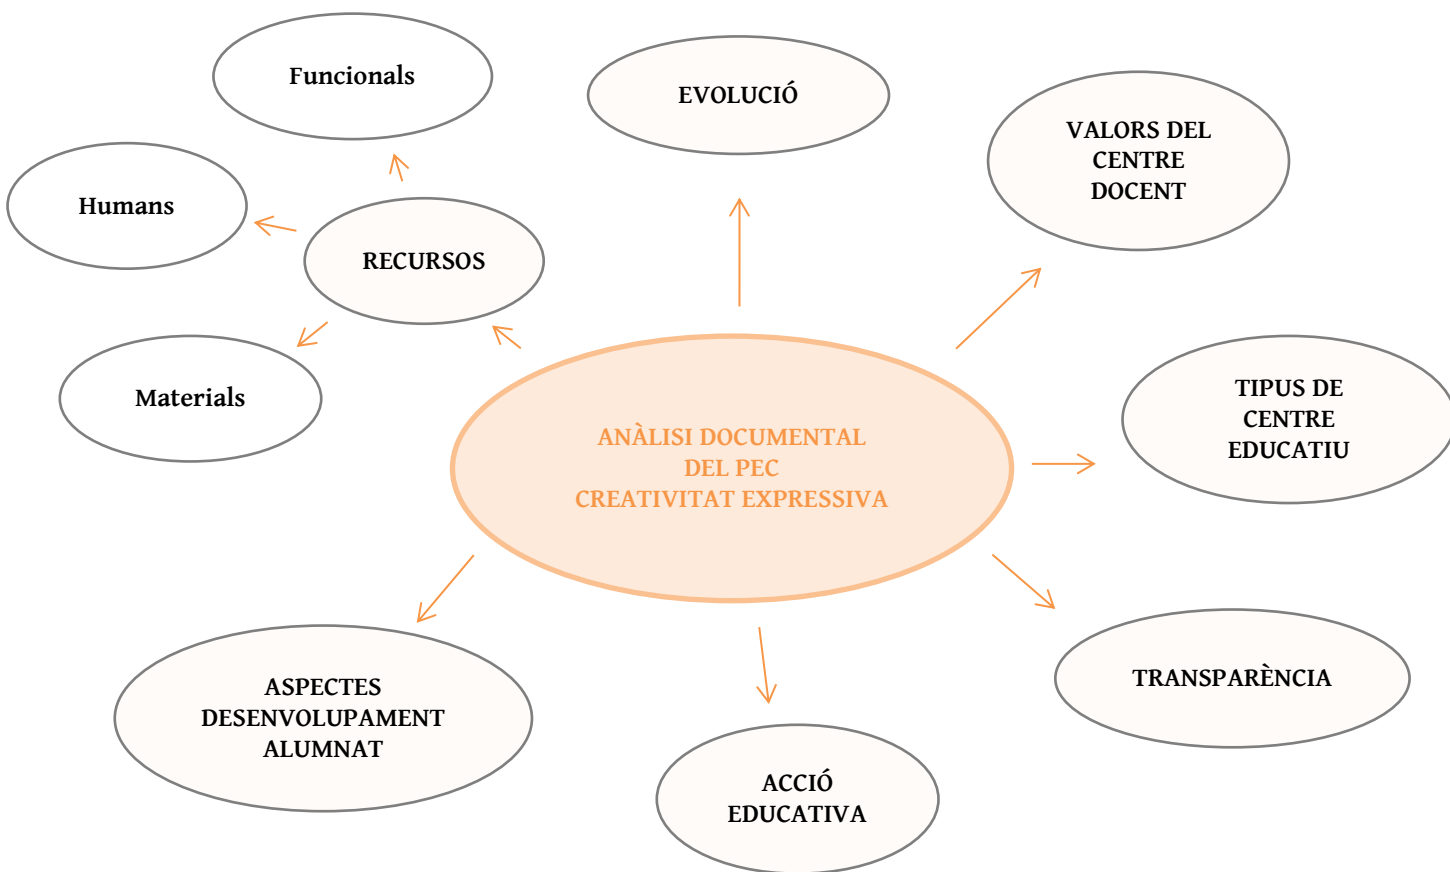 Funcionals
EVOLUCIÓ
VALORS DEL
CENTRE
DOCENT
Humans
RECURSOS
Materials
TIPUS DE
CENTRE
EDUCATIU
ANÀLISI DOCUMENTAL
DEL PEC
CREATIVITAT EXPRESSIVA
TRANSPARÈNCIA
ASPECTES
DESENVOLUPAMENT
ALUMNAT
ACCIÓ
EDUCATIVA